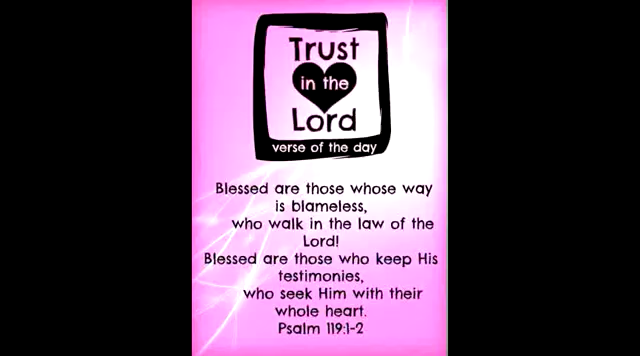 Trust
in the
Lord
verse of the day
Blessed are those whose way
is blameless,
who walk in the law of the
Lord!
Blessed are those who keep His
testimonies,
who seek Him with their
whole heart.
Psalm 119:1-2